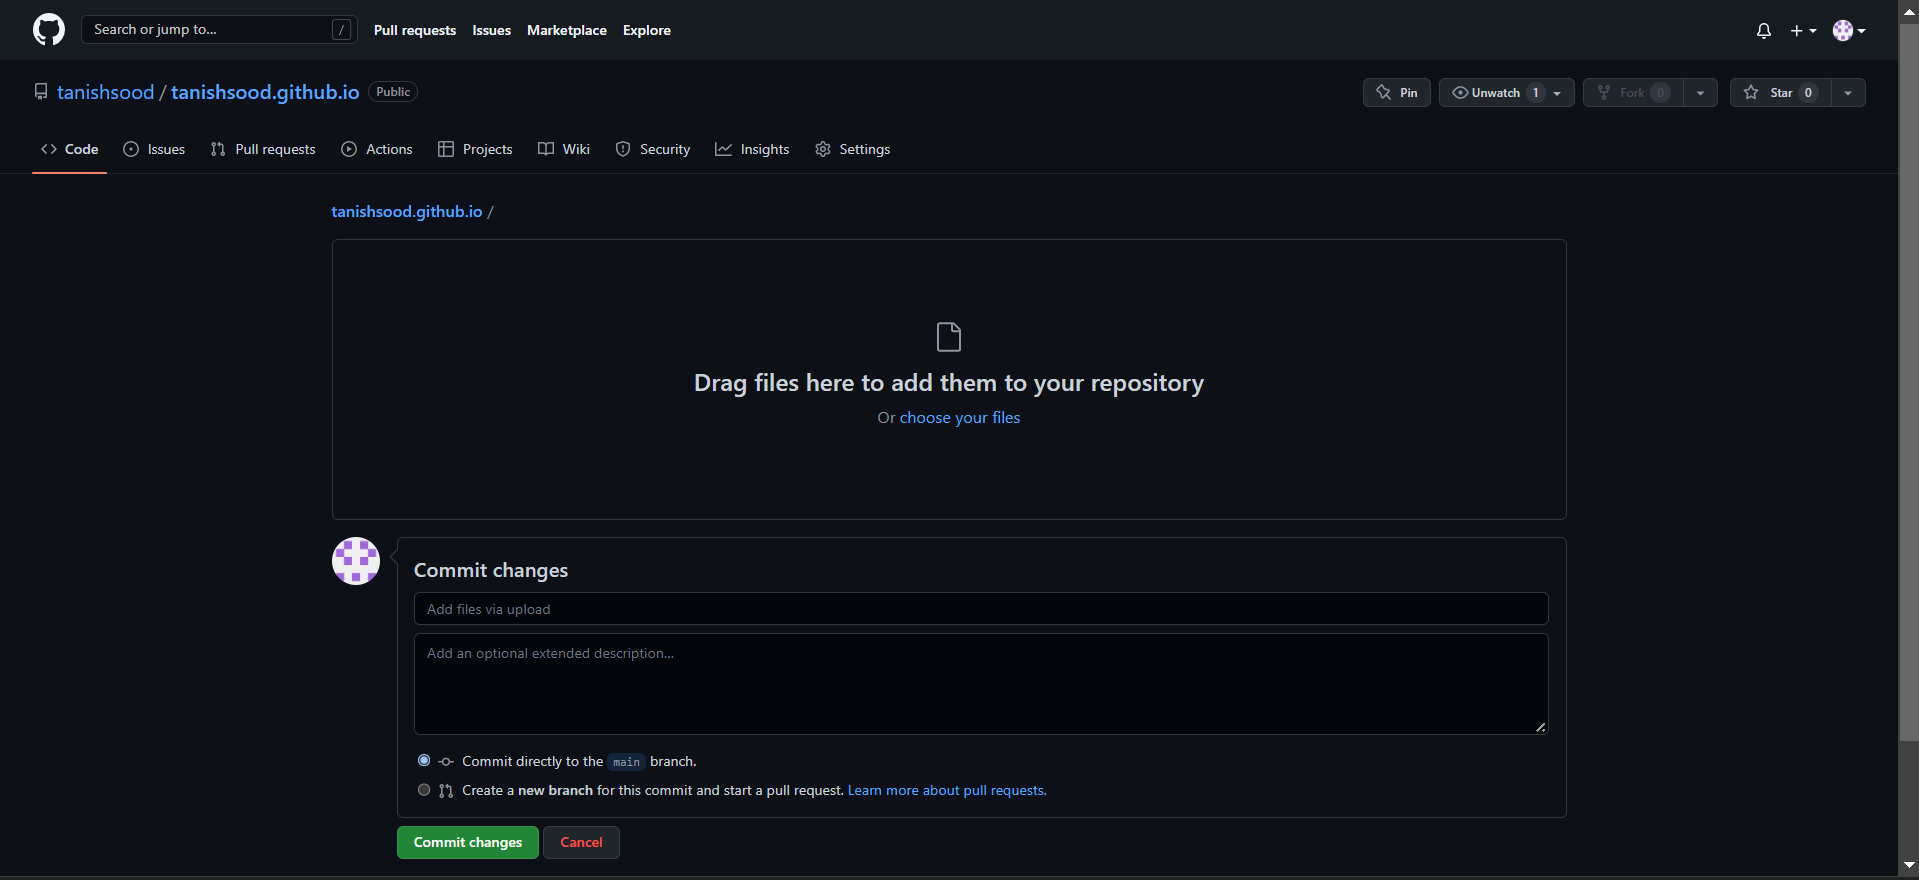 Search or jump to... / Pull requests Issues Marketplace Explore
tanishsood / tanishsood.github.io Public Pin Unwatch 1 Fork 0 Star 0
Code Issues Pull requests Actions Projects Wiki Security Insights Settings
tanishsood.github.io /
Drag files here to add them to your repository
Or choose your files
Commit changes
Add files via upload
Add an optional extended description...
Commit directly to the main branch.
Create a new branch for this commit and start a pull request. Learn more about pull requests.
Commit changes Cancel